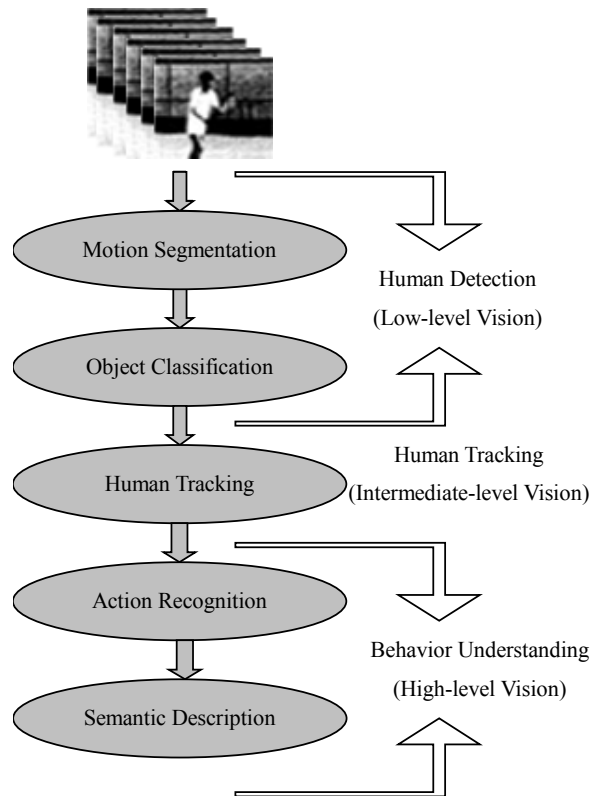 Motion Segmentation
Human Detection
(Low-level Vision)
Object Classification
Human Tracking
(Intermediate-level Vision)
Human Tracking
Action Recognition
Behavior Understanding
(High-level Vision)
Semantic Description